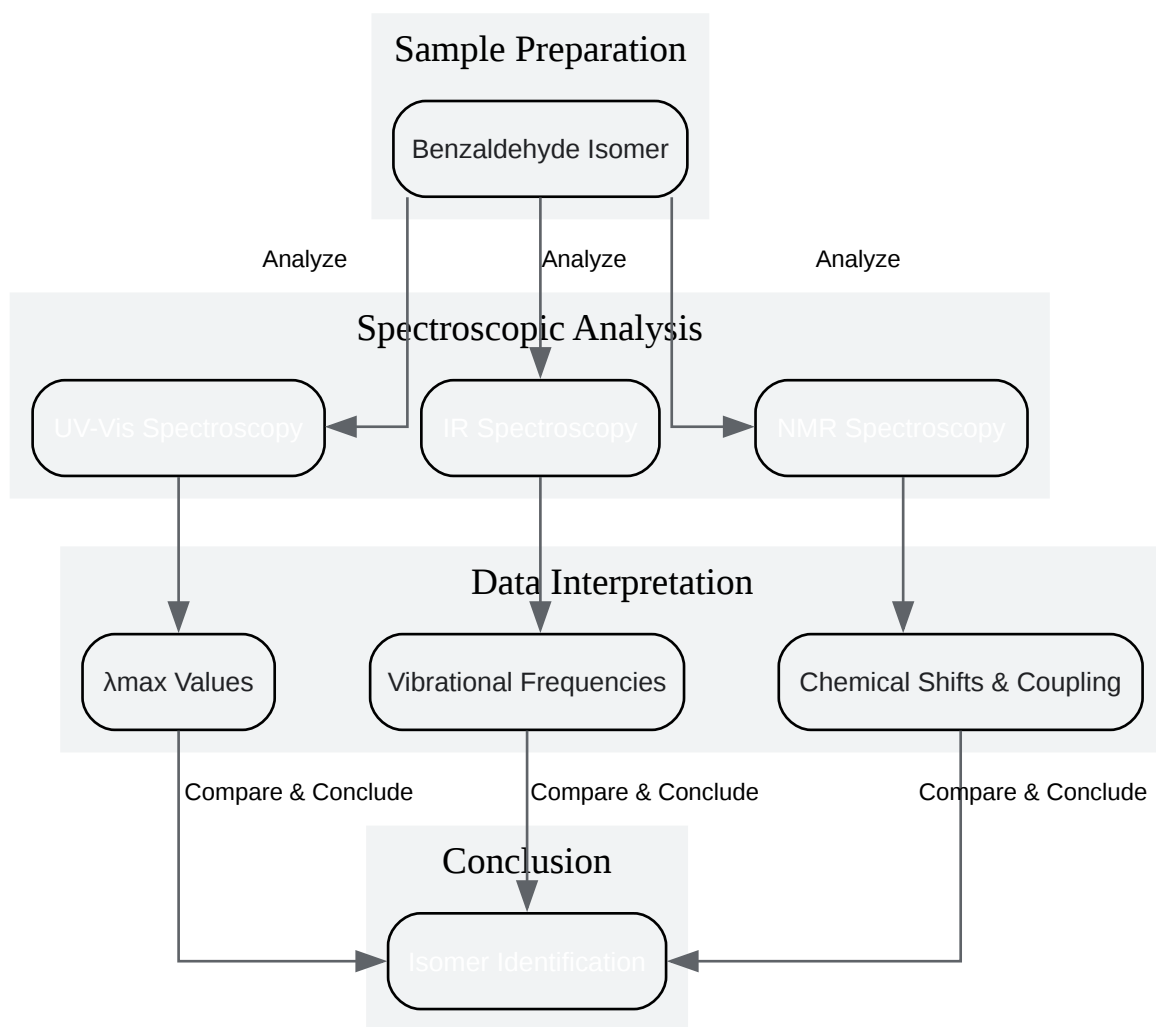 Sample Preparation
Benzaldehyde Isomer
Analyze
Analyze
Analyze
Spectroscopic Analysis
UV-Vis Spectroscopy
IR Spectroscopy
NMR Spectroscopy
Data Interpretation
λmax Values
Vibrational Frequencies
Chemical Shifts & Coupling
Compare & Conclude
Compare & Conclude
Compare & Conclude
Conclusion
Isomer Identification